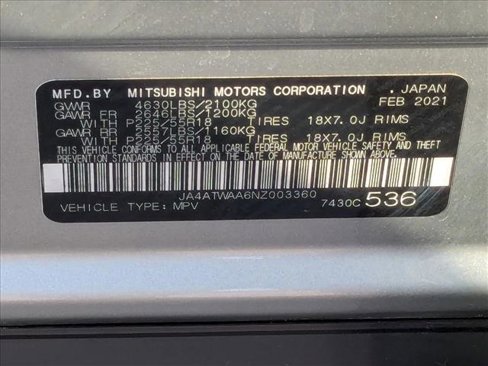 MFD.BY MITSUBISHI MOTORS CORPORATION . JAPAN
GVWR 4630LBS/2100KG FEB 2021
GAWR FR 2646LBS/1200KG
WITH P225/55R18 TIRES 18X7.0J RIMS
GAWR RR 2557LBS/1160KG
WITH P225/55R18 TIRES 18X7.0J RIMS
THIS VEHICLE CONFORMS TO ALL APPLICABLE FEDERAL MOTOR VEHICLE
SAFETY AND THEFT PREVENTION STANDARDS IN EFFECT ON THE DATE OF
MANUFACTURE SHOWN ABOVE.
JA4ATWAA6NZ003360
VEHICLE TYPE: MPV 7430C 536